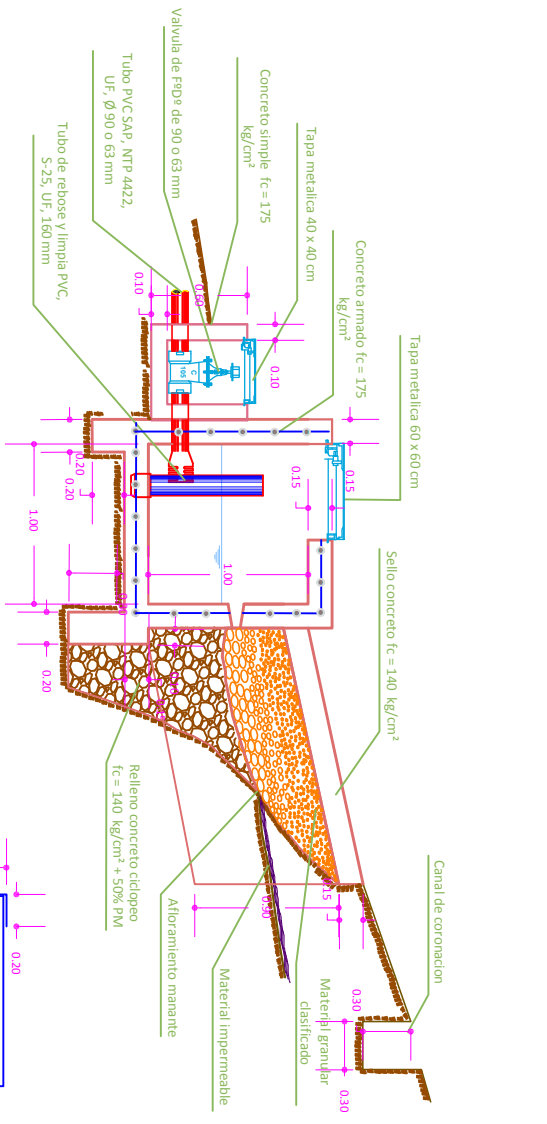 Valvula de FºDº de 90 o 63 mm
Tubo PVC SAP, NTP 4422,
UF, Ø 90 o 63 mm
Tubo de rebose y limpia PVC,
S-25, UF, 160 mm
Concreto simple fc = 175
kg/cm²
Tapa metalica 40 x 40 cm
Concreto armado fc = 175
kg/cm²
Tapa metalica 60 x 60 cm
Sello concreto fc = 140 kg/cm²
Canal de coronacion
Relleno concreto ciclopeo
fc = 140 kg/cm² + 50% PM
Afloramiento manante
Material impermeable
Material granular
clasificado
0.10
0.60
0.10
C
105
0.15
0.15
0.20
0.20
1.00
1.00
0.20
0.15
0.90
0.30
0.30
0.20